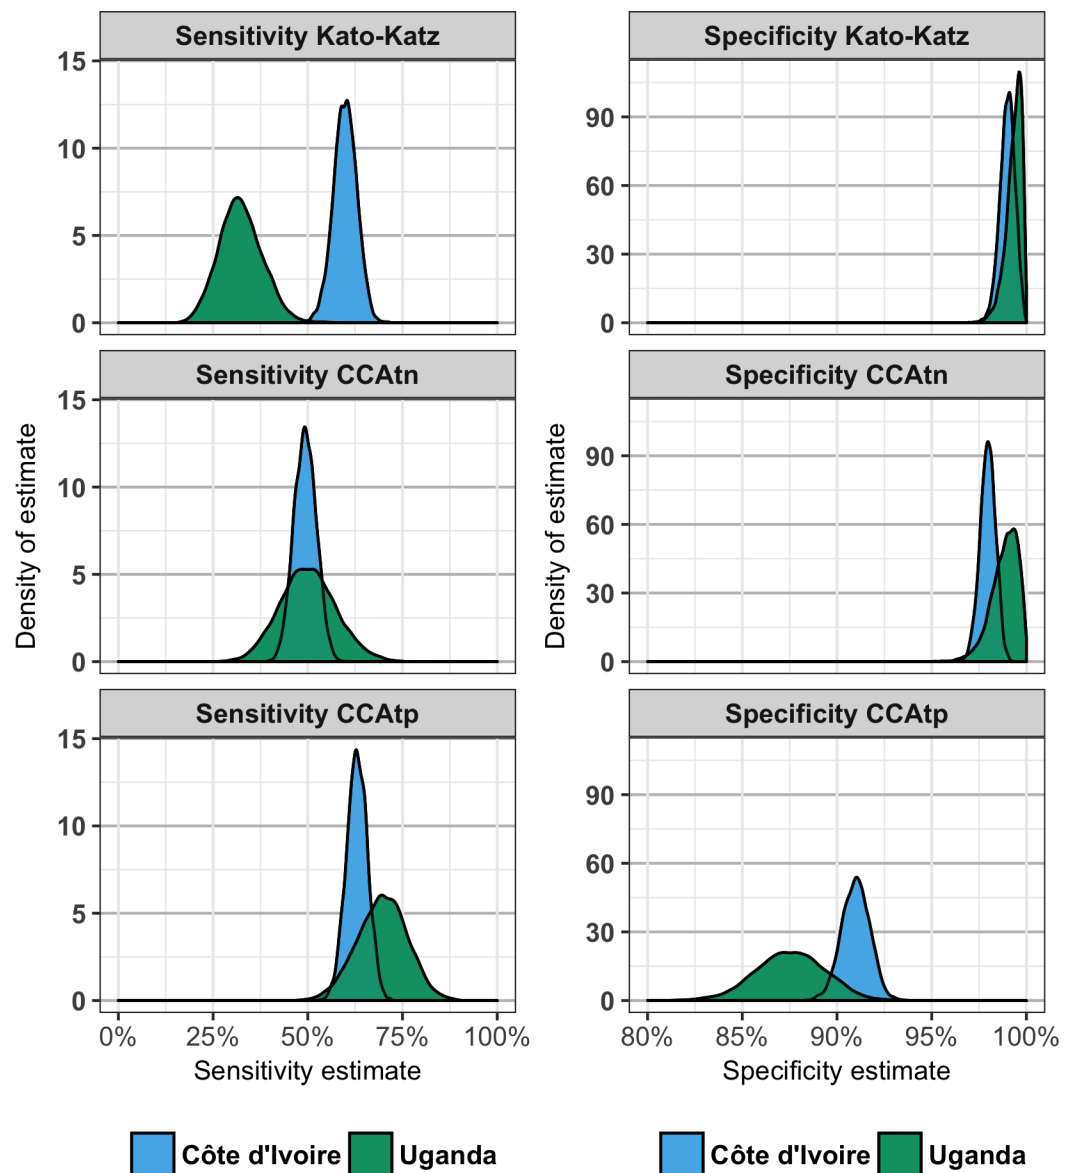 Sensitivity Kato-Katz
15
10
5
0
Sensitivity CCAtn
15
10
5
0
Sensitivity CCAtp
15
10
5
0
0% 25% 50% 75% 100%
Sensitivity estimate
Density of estimate
Côte d'Ivoire Uganda
Specificity Kato-Katz
90
60
30
0
Specificity CCAtn
90
60
30
0
Specificity CCAtp
90
60
30
0
80% 85% 90% 95% 100%
Specificity estimate
Density of estimate
Côte d'Ivoire Uganda